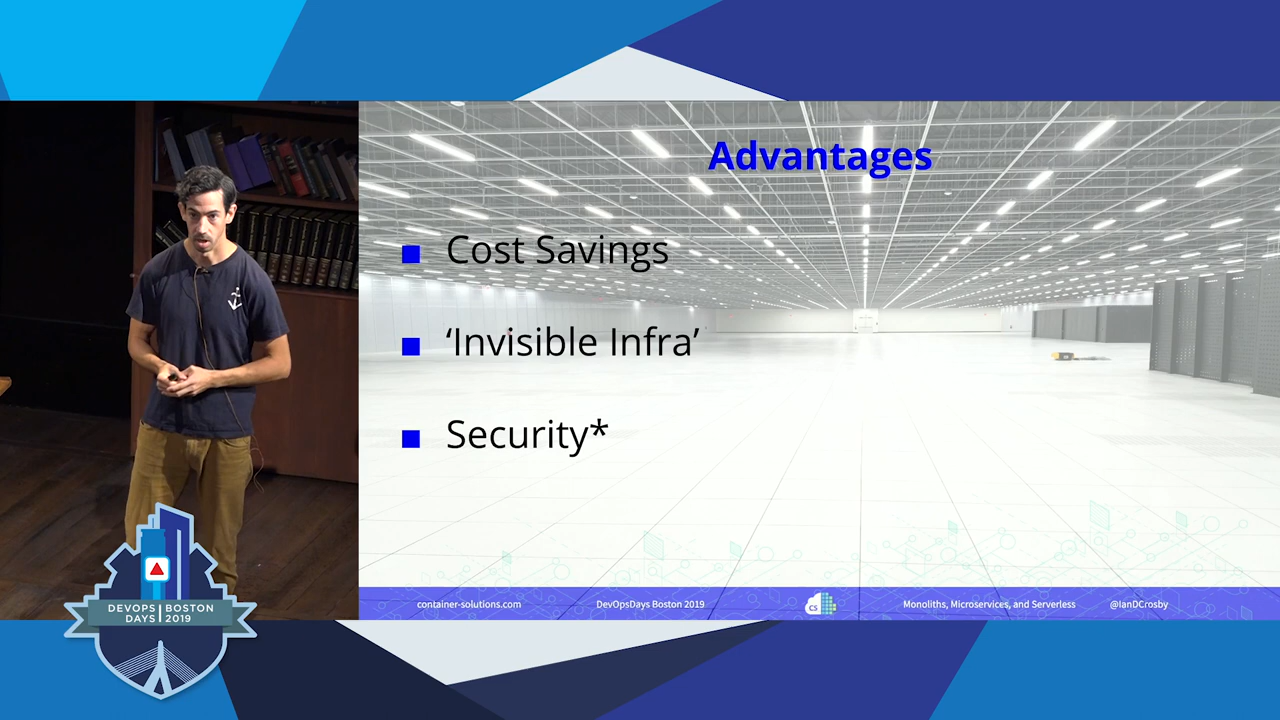 Advantages
■ Cost Savings
■ ‘Invisible Infra’
■ Security*
container-solutions.com
DevOpsDays Boston 2019
cs
Monoliths, Microservices, and Serverless
@IanDCrosby
DEVOPS | BOSTON
DAYS | 2019